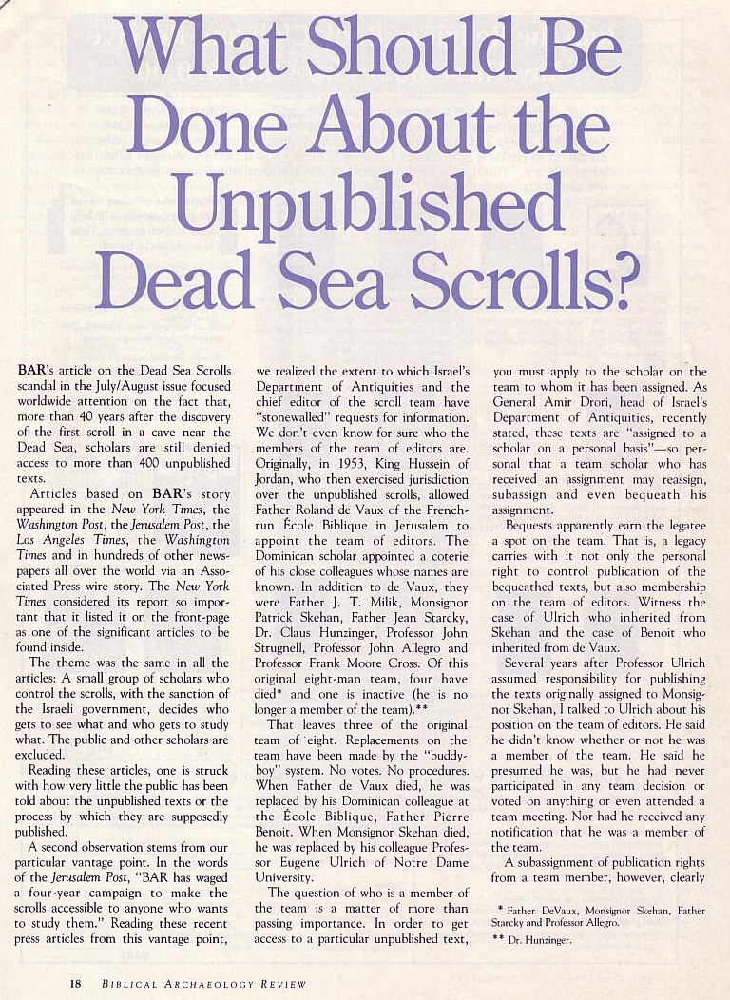 What Should Be
Done About the
Unpublished
Dead Sea Scrolls?
BAR's article on the Dead Sea Scrolls
scandal in the July/August issue focused
worldwide attention on the fact that,
more than 40 years after the discovery
of the first scroll in a cave near the
Dead Sea, scholars are still denied
access to more than 400 unpublished
texts.
Articles based on BAR's story
appeared in the New York Times, the
Washington Post, the Jerusalem Post, the
Los Angeles Times, the Washington
Times and in hundreds of other news-
papers all over the world via an Asso-
ciated Press wire story. The New York
Times considered its report so impor-
tant that it listed it on the front-page
as one of the significant articles to be
found inside.
The theme was the same in all the
articles: A small group of scholars who
control the scrolls, with the sanction of
the Israeli government, decides who
gets to see what and who gets to study
what. The public and other scholars are
excluded.
Reading these articles, one is struck
with how very little the public has been
told about the unpublished texts or the
process by which they are supposedly
published.
A second observation stems from our
particular vantage point. In the words
of the Jerusalem Post, "BAR has waged
a four-year campaign to make the
scrolls accessible to anyone who wants
to study them." Reading these recent
press articles from this vantage point,
we realized the extent to which Israel's
Department of Antiquities and the
chief editor of the scroll team have
"stonewalled" requests for information.
We don't even know for sure who the
members of the team of editors are.
Originally, in 1953, King Hussein of
Jordan, who then exercised jurisdiction
over the unpublished scrolls, allowed
Father Roland de Vaux of the French-
run École Biblique in Jerusalem to
appoint the team of editors. The
Dominican scholar appointed a coterie
of his close colleagues whose names are
known. In addition to de Vaux, they
were Father J. T. Milik, Monsignor
Patrick Skehan, Father Jean Starcky,
Dr. Claus Hunzinger, Professor John
Strugnell, Professor John Allegro and
Professor Frank Moore Cross. Of this
original eight-man team, four have
died* and one is inactive (he is no
longer a member of the team).**
That leaves three of the original
team of eight. Replacements on the
team have been made by the "buddy-
boy" system. No votes. No procedures.
When Father de Vaux died, he was
replaced by his Dominican colleague at
the École Biblique, Father Pierre
Benoit. When Monsignor Skehan died,
he was replaced by his colleague Profes-
sor Eugene Ulrich of Notre Dame
University.
The question of who is a member of
the team is a matter of more than
passing importance. In order to get
access to a particular unpublished text,
you must apply to the scholar on the
team to whom it has been assigned. As
General Amir Drori, head of Israel's
Department of Antiquities, recently
stated, these texts are "assigned to a
scholar on a personal basis"—so per-
sonal that a team scholar who has
received an assignment may reassign,
subassign and even bequeath his
assignment.
Bequests apparently earn the legatee
a spot on the team. That is, a legacy
carries with it not only the personal
right to control publication of the
bequeathed texts, but also membership
on the team of editors. Witness the
case of Ulrich who inherited from
Skehan and the case of Benoit who
inherited from de Vaux.
Several years after Professor Ulrich
assumed responsibility for publishing
the texts originally assigned to Monsig-
nor Skehan, I talked to Ulrich about his
position on the team of editors. He said
he didn't know whether or not he was
a member of the team. He said he
presumed he was, but he had never
participated in any team decision or
voted on anything or even attended a
team meeting. Nor had he received any
notification that he was a member of
the team.
A subassignment of publication rights
from a team member, however, clearly
* Father DeVaux, Monsignor Skehan, Father
Starcky and Professor Allegro.
** Dr. Hunzinger.
18 BIBLICAL ARCHAEOLOGY REVIEW